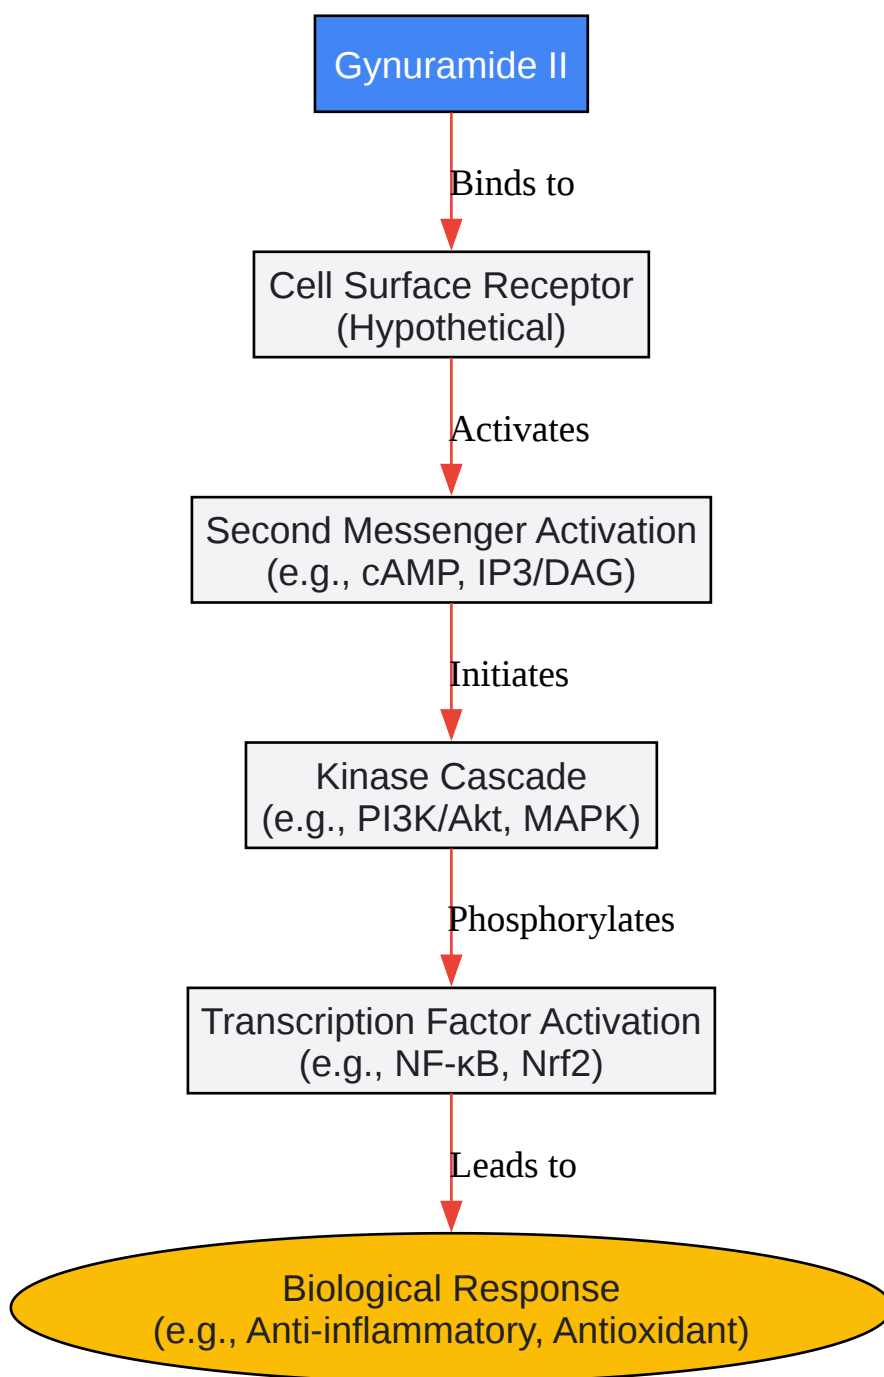 Gynuramide II
Binds to
Cell Surface Receptor
(Hypothetical)
Activates
Second Messenger Activation
(e.g., cAMP, IP3/DAG)
Initiates
Kinase Cascade
(e.g., PI3K/Akt, MAPK)
Phosphorylates
Transcription Factor Activation
(e.g., NF-κB, Nrf2)
Leads to
Biological Response
(e.g., Anti-inflammatory, Antioxidant)